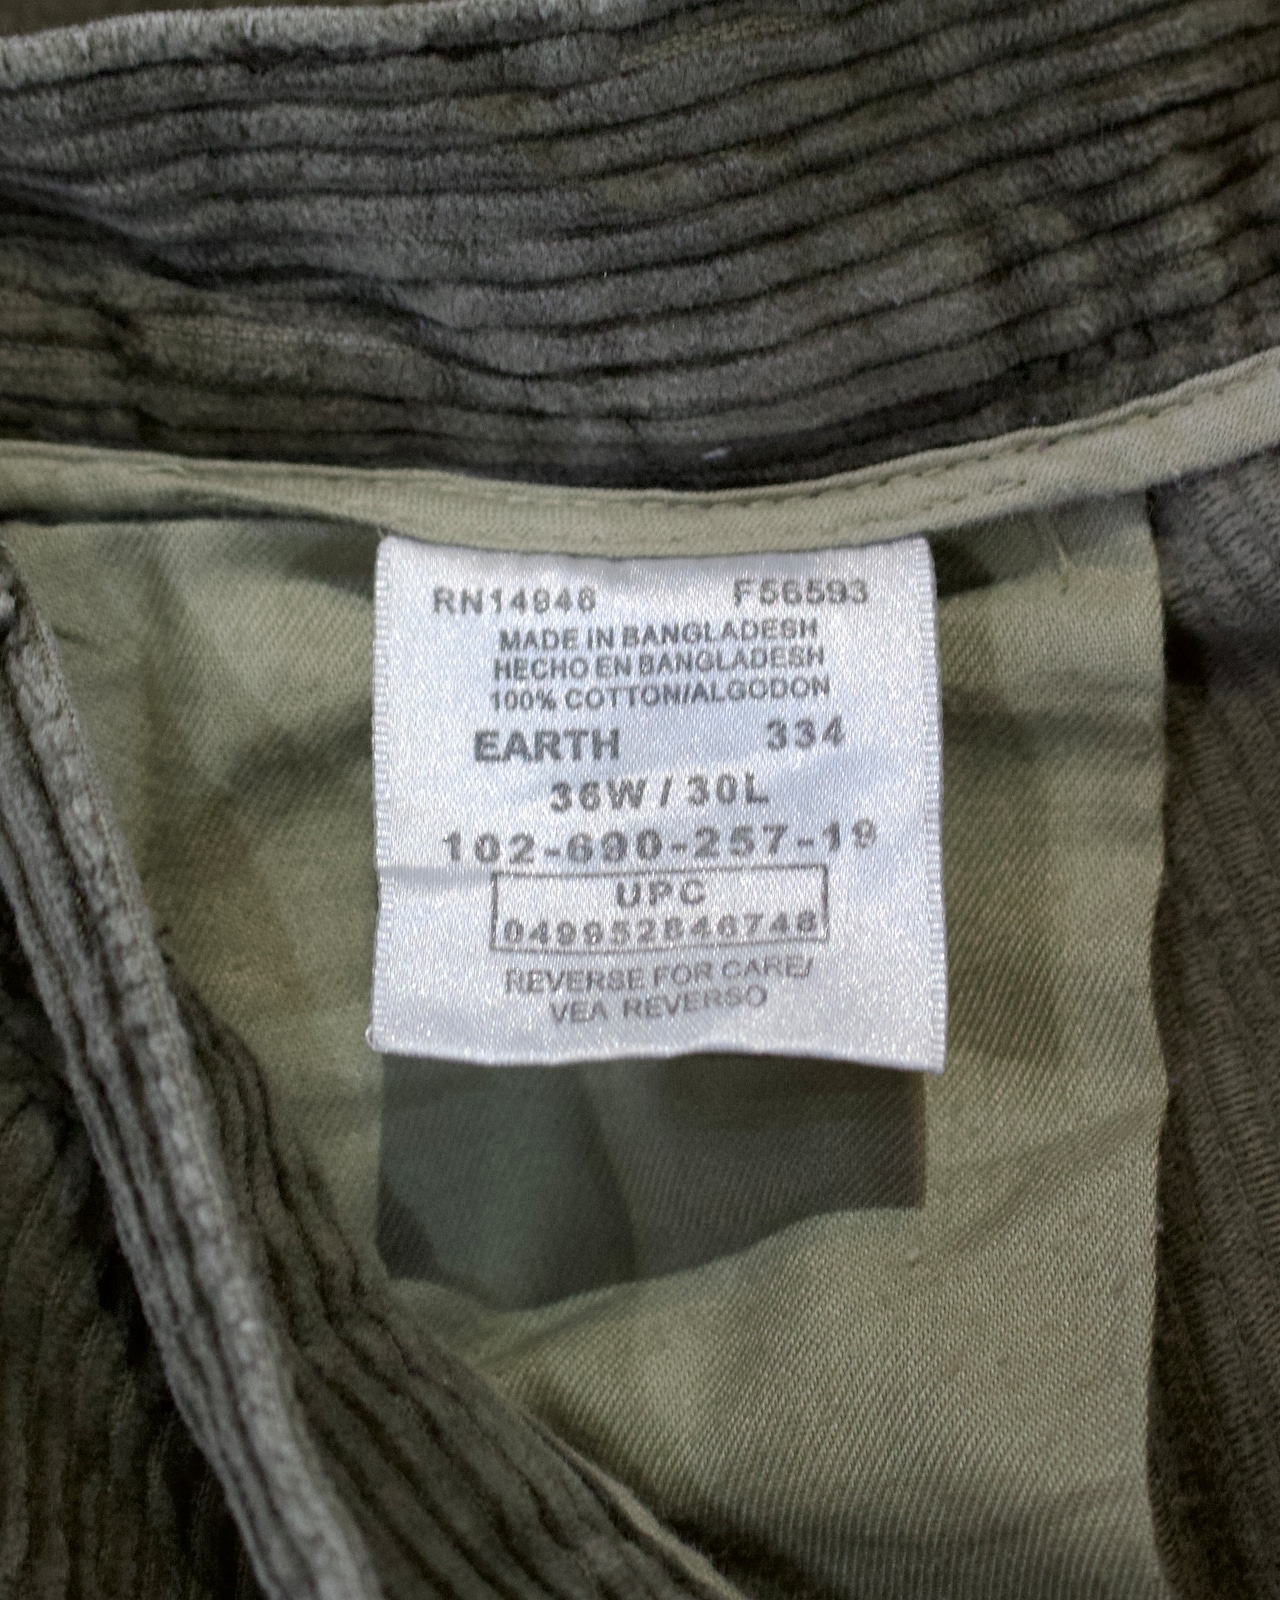 RN14946 F56593
MADE IN BANGLADESH
HECHO EN BANGLADESH
100% COTTON/ALGODON
EARTH 334
36W / 30L
102-690-257-19
UPC
049952846746
REVERSE FOR CARE/
VEA REVERSO